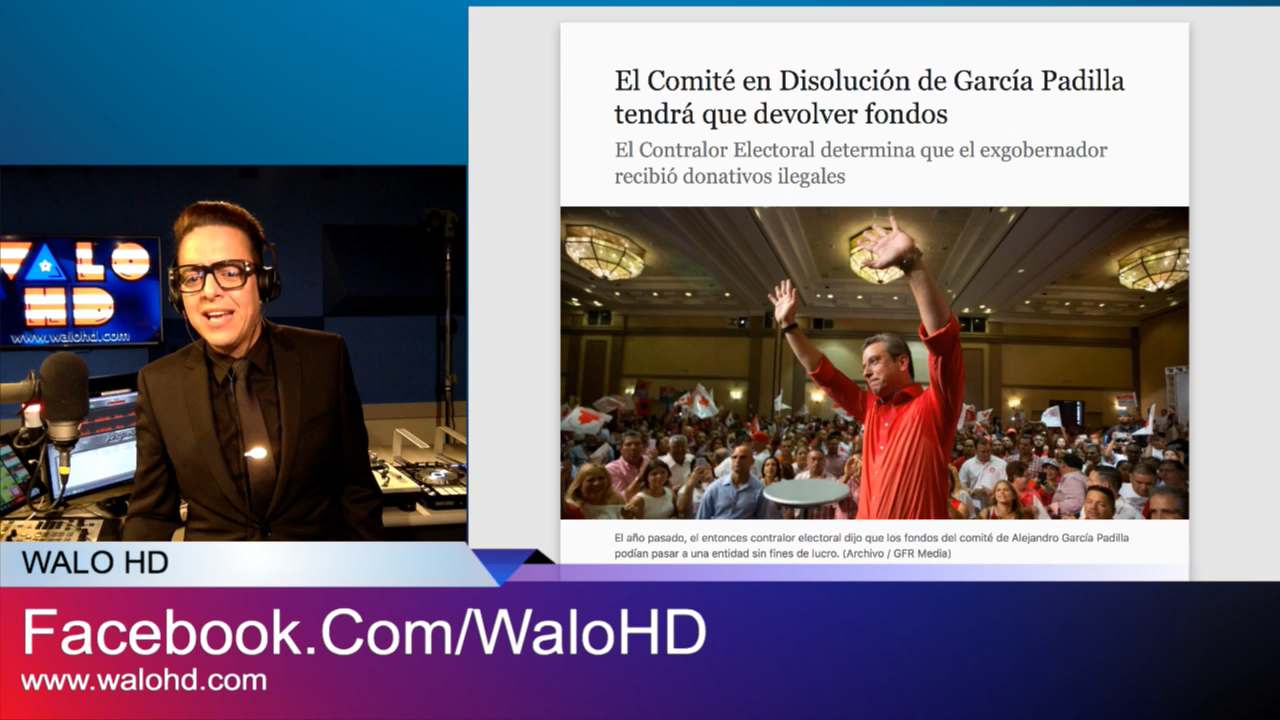 El Comité en Disolución de García Padilla
tendrá que devolver fondos
El Contralor Electoral determina que el exgobernador
recibió donativos ilegales
WALO
HD
www.walohd.com
El año pasado, el entonces contralor electoral dijo que los fondos del comité de Alejandro García Padilla
podían pasar a una entidad sin fines de lucro. (Archivo / GFR Media)
WALO HD
Facebook.Com/WaloHD
www.walohd.com